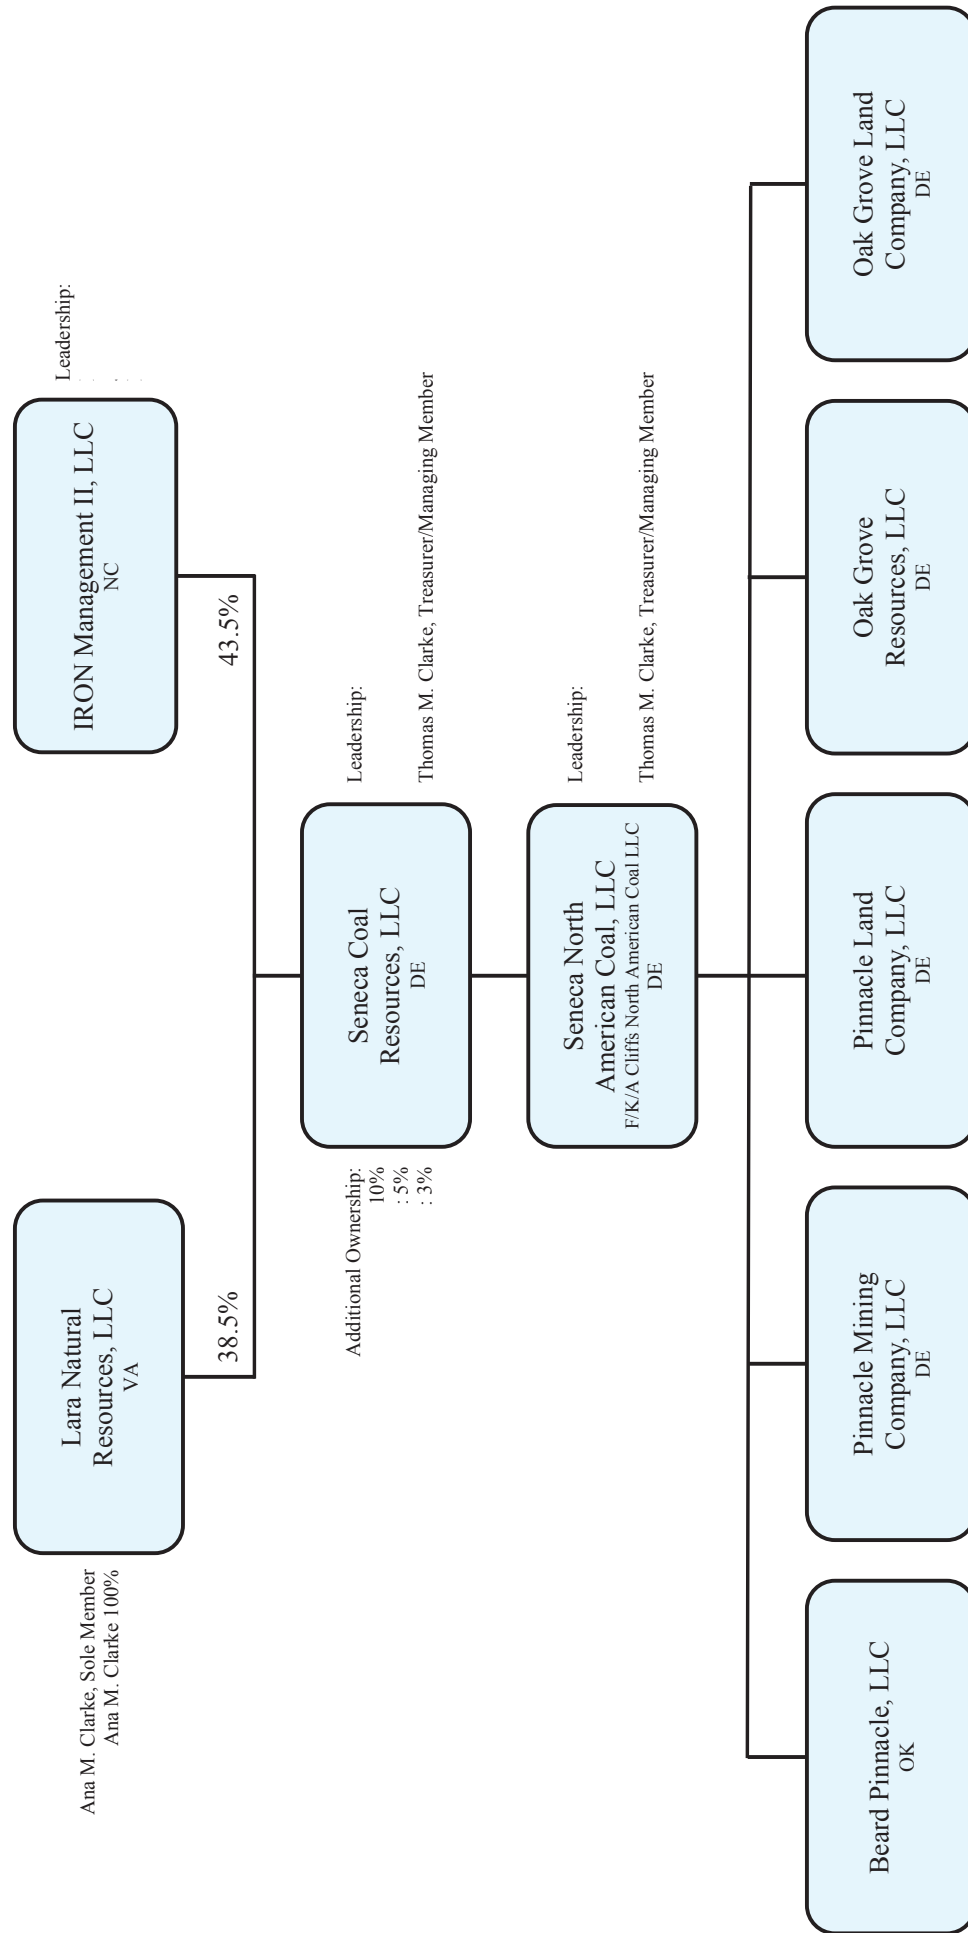 Ana M. Clarke, Sole Member
Ana M. Clarke 100%
Lara Natural
Resources, LLC
VA
38.5%
IRON Management II, LLC
NC
43.5%
Leadership:
Additional Ownership:
10%
: 5%
: 3%
Seneca Coal
Resources, LLC
DE
Leadership:
Thomas M. Clarke, Treasurer/Managing Member
Seneca North
American Coal, LLC
F/K/A Cliffs North American Coal LLC
DE
Leadership:
Thomas M. Clarke, Treasurer/Managing Member
Beard Pinnacle, LLC
OK
Pinnacle Mining
Company, LLC
DE
Pinnacle Land
Company, LLC
DE
Oak Grove
Resources, LLC
DE
Oak Grove Land
Company, LLC
DE